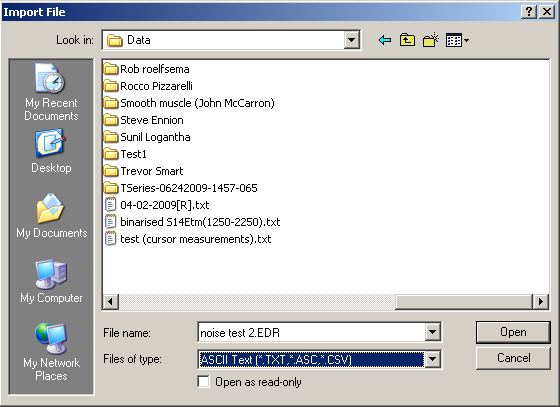 Import File
Look in: Data
My Recent
Documents
Desktop
My Documents
My Computer
My Network
Places
Rob roelfsema
Rocco Pizzarelli
Smooth muscle (John McCarron)
Steve Ennion
Sunil Logantha
Test1
Trevor Smart
TSeries-06242009-1457-065
04-02-2009[R].txt
binarised S14Etm(1250-2250).txt
test (cursor measurements).txt
File name: noise test 2.EDR Open
Files of type: ASCII Text (*.TXT,*.ASC,*.CSV) Cancel
Open as read-only